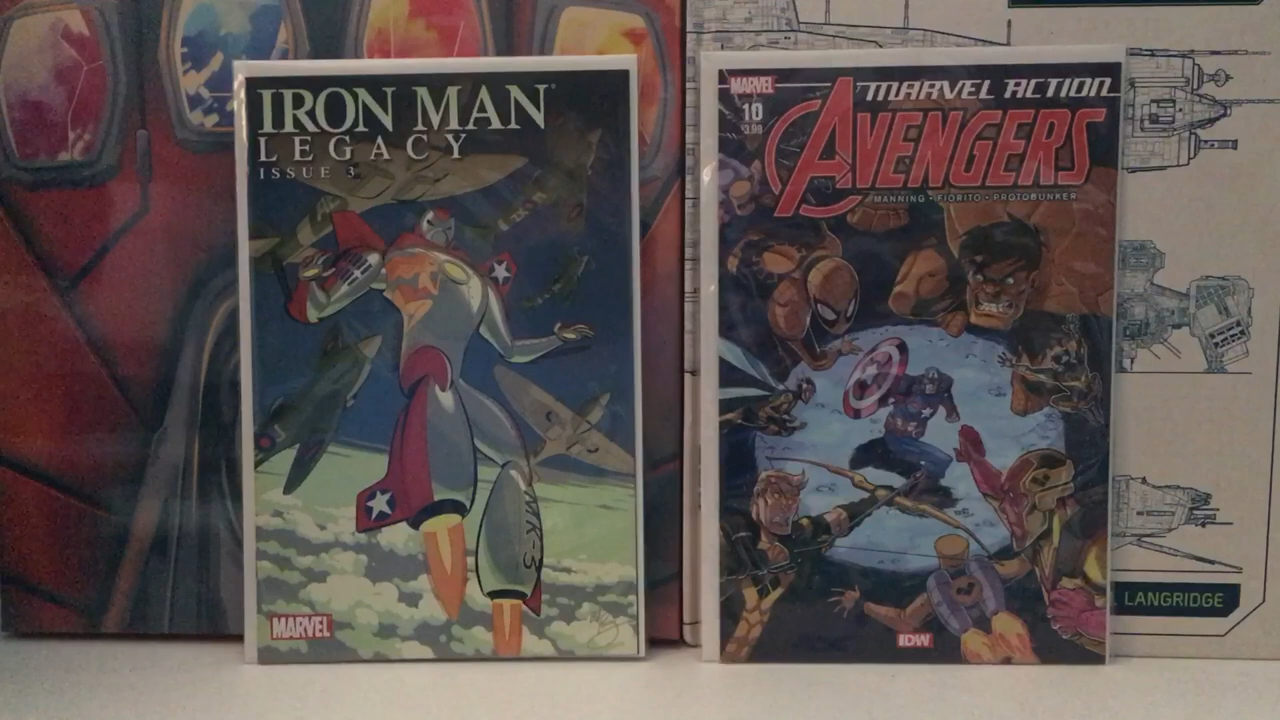 IRON MAN
LEGACY
ISSUE 3
MK-3
MARVEL
MARVEL
MARVEL ACTION
10
$3.99
AVENGERS
MANNING • FIORITO • PROTOBUNKER
IDW
LANGRIDGE